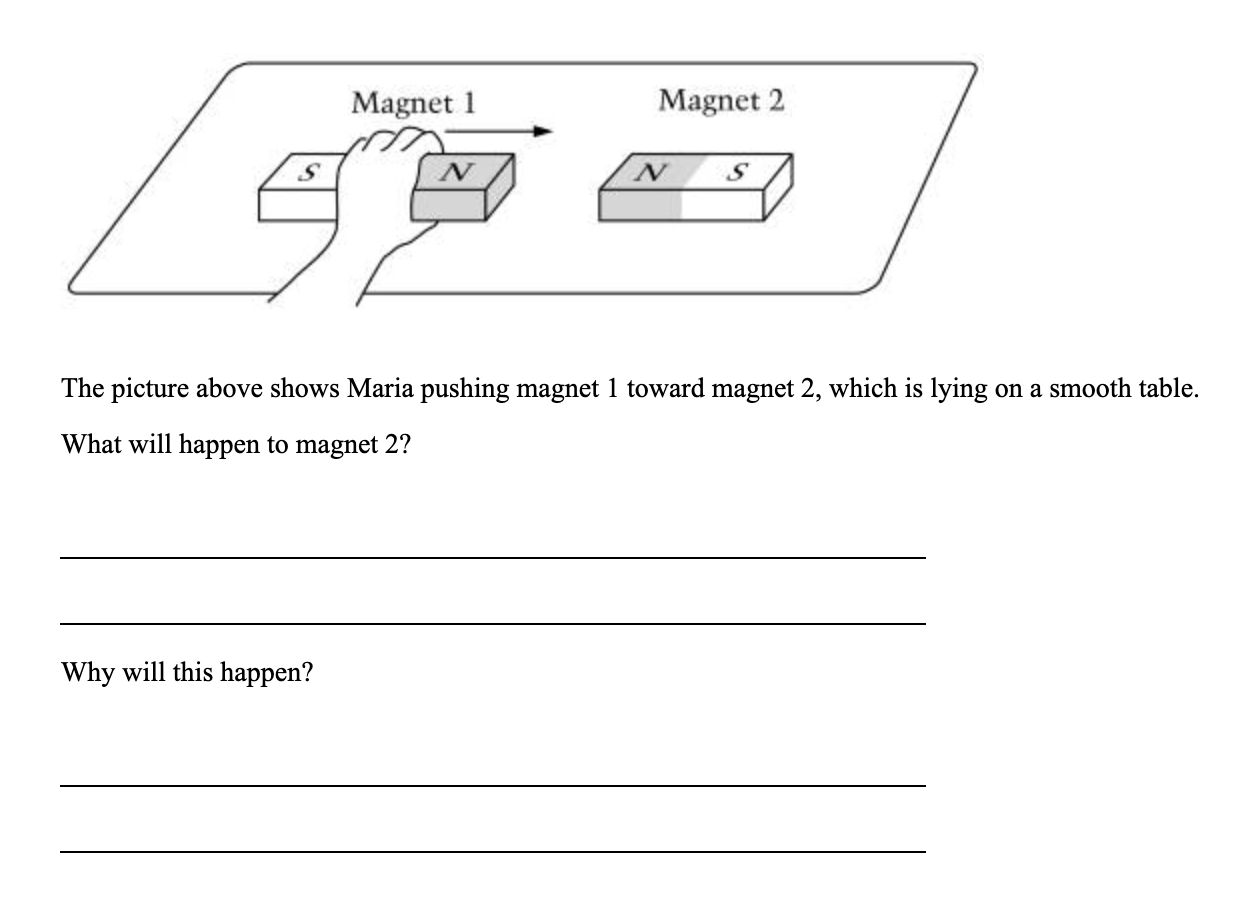 Magnet 1 Magnet 2
S N N S
The picture above shows Maria pushing magnet 1 toward magnet 2, which is lying on a smooth table.
What will happen to magnet 2?
Why will this happen?